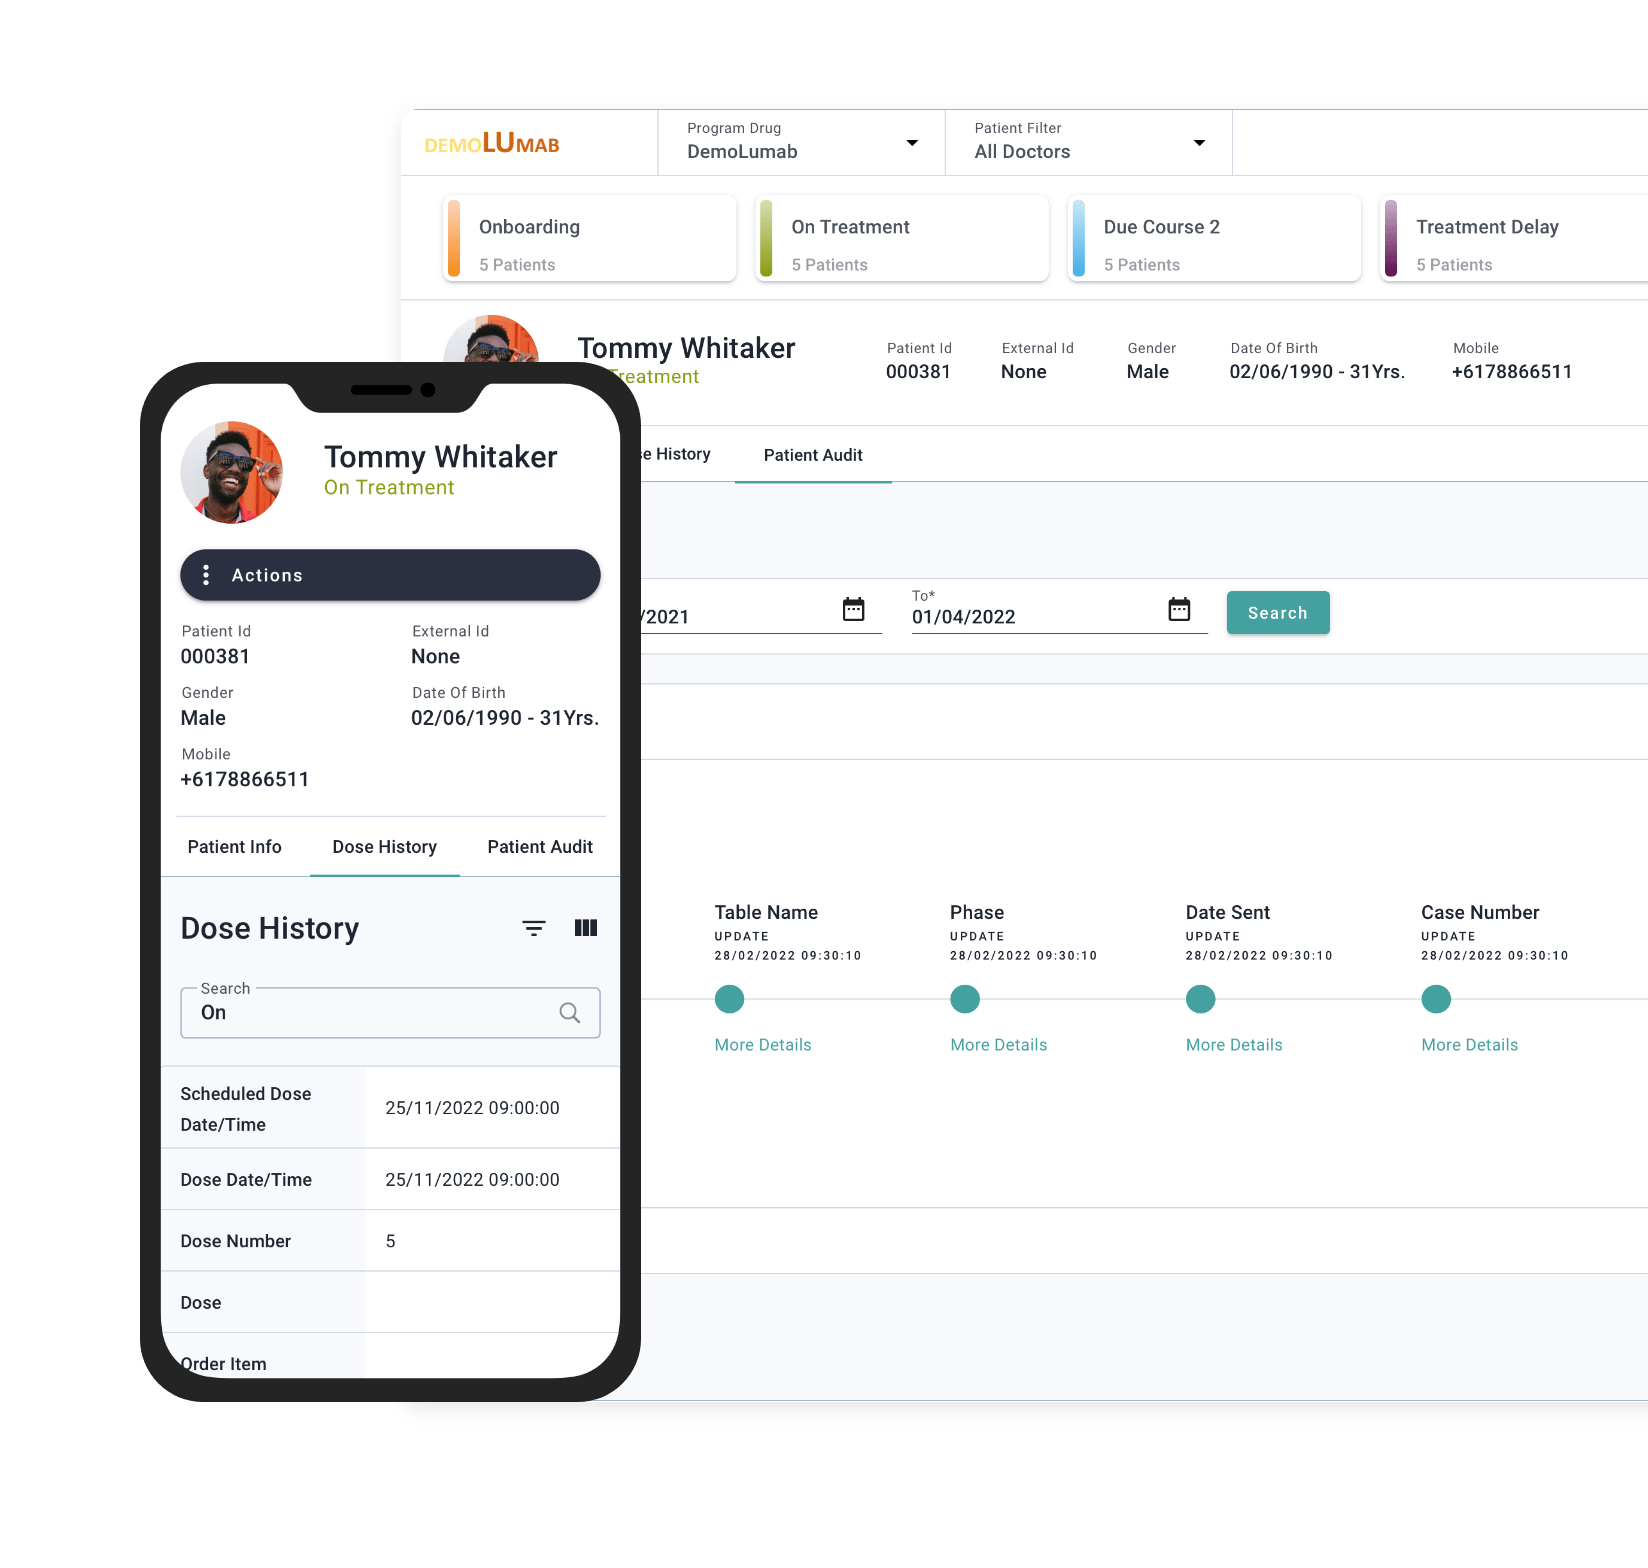 DEMOLUMAB
Program Drug
DemoLumab
Patient Filter
All Doctors
Onboarding
5 Patients
On Treatment
5 Patients
Due Course 2
5 Patients
Treatment Delay
5 Patients
Tommy Whitaker
Treatment
Patient Id
000381
External Id
None
Gender
Male
Date Of Birth
02/06/1990 - 31Yrs.
Mobile
+6178866511
se History
Patient Audit
/2021
To*
01/04/2022
Search
Table Name
UPDATE
28/02/2022 09:30:10
More Details
Phase
UPDATE
28/02/2022 09:30:10
More Details
Date Sent
UPDATE
28/02/2022 09:30:10
More Details
Case Number
UPDATE
28/02/2022 09:30:10
More Details
Tommy Whitaker
On Treatment
Actions
Patient Id
000381
External Id
None
Gender
Male
Date Of Birth
02/06/1990 - 31Yrs.
Mobile
+6178866511
Patient Info
Dose History
Patient Audit
Dose History
Search
On
Scheduled Dose
Date/Time
25/11/2022 09:00:00
Dose Date/Time
25/11/2022 09:00:00
Dose Number
5
Dose
Order Item